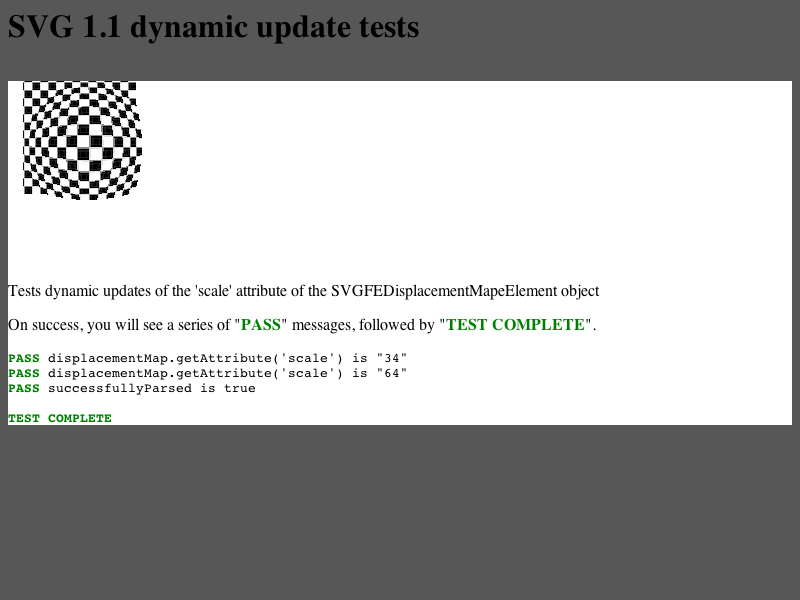 SVG 1.1 dynamic update tests
Tests dynamic updates of the 'scale' attribute of the SVGFEDisplacementMapeElement object
On success, you will see a series of "PASS" messages, followed by "TEST COMPLETE".
PASS displacementMap.getAttribute('scale') is "34"
PASS displacementMap.getAttribute('scale') is "64"
PASS successfullyParsed is true
TEST COMPLETE